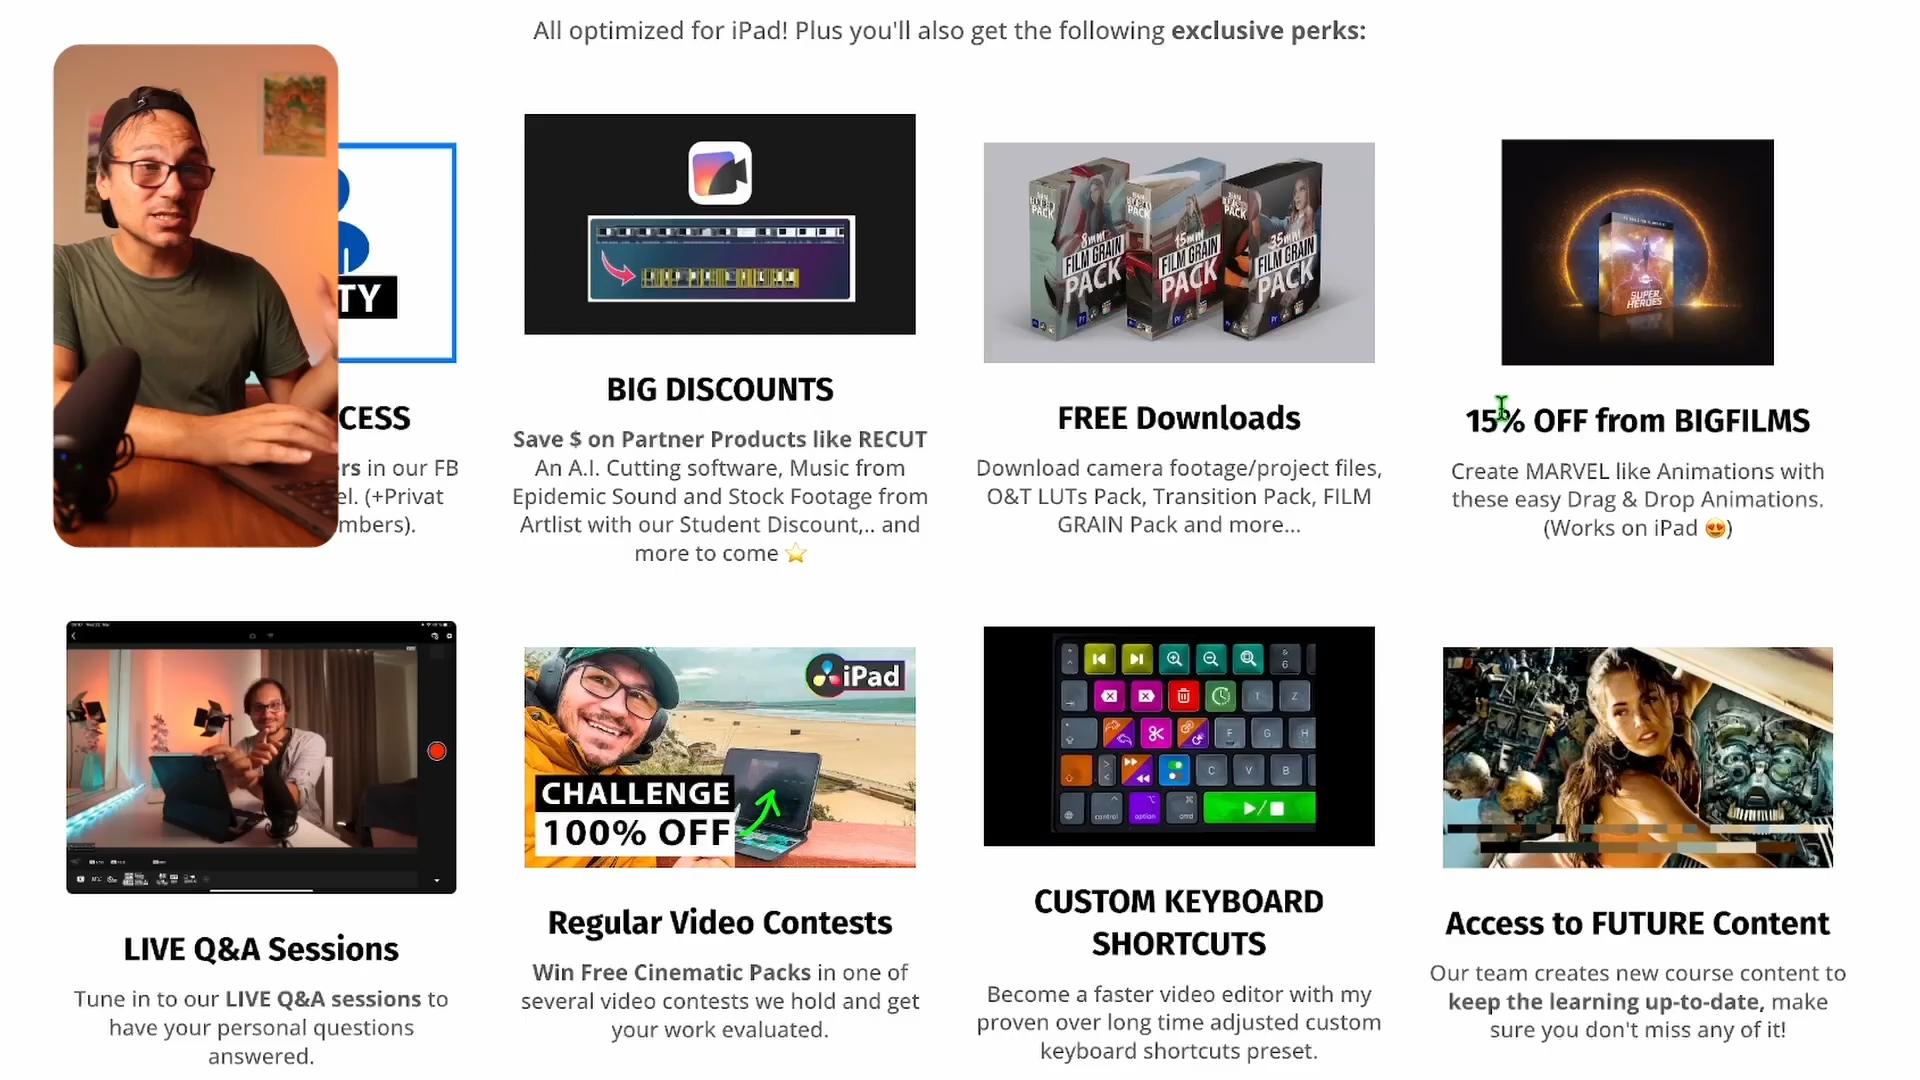 All optimized for iPad! Plus you'll also get the following exclusive perks:
TY
CESS
rs in our FB
el. (+Privat
mbers).
BIG DISCOUNTS
Save $ on Partner Products like RECUT
An A.I. Cutting software, Music from
Epidemic Sound and Stock Footage from
Artlist with our Student Discount,.. and
more to come ⭐
8mm
FILM GRAIN
PACK
15mm
FILM GRAIN
PACK
35mm
FILM GRAIN
PACK
FREE Downloads
Download camera footage/project files,
O&T LUTs Pack, Transition Pack, FILM
GRAIN Pack and more...
SUPER
HEROES
15% OFF from BIGFILMS
Create MARVEL like Animations with
these easy Drag & Drop Animations.
(Works on iPad 😍)
LIVE Q&A Sessions
Tune in to our LIVE Q&A sessions to
have your personal questions
answered.
iPad
CHALLENGE
100% OFF
Regular Video Contests
Win Free Cinematic Packs in one of
several video contests we hold and get
your work evaluated.
&
6
T Z
F G H
C V B
control option cmd
CUSTOM KEYBOARD
SHORTCUTS
Become a faster video editor with my
proven over long time adjusted custom
keyboard shortcuts preset.
Access to FUTURE Content
Our team creates new course content to
keep the learning up-to-date, make
sure you don't miss any of it!